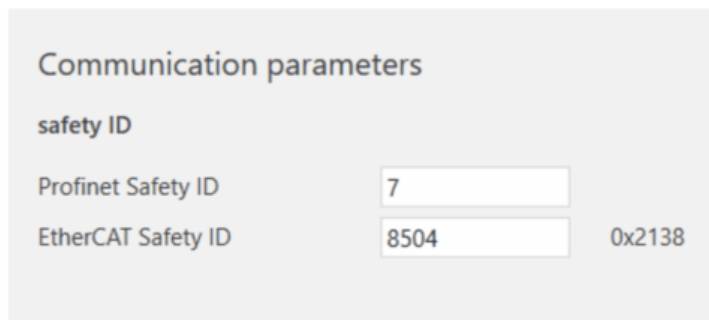 Communication parameters
safety ID
Profinet Safety ID 7
EtherCAT Safety ID 8504 0x2138